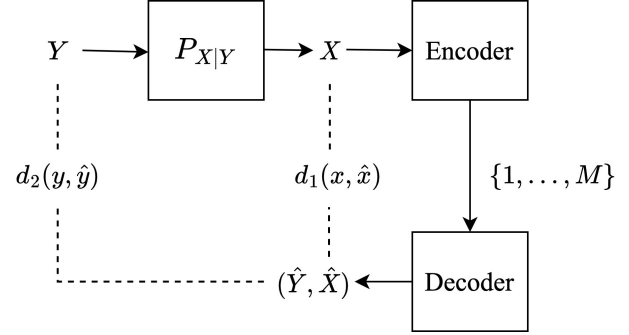 Y P_{X|Y} X Encoder
d_2(y, ŷ) d_1(x, x̂) {1, . . . , M}
(Ŷ, X̂) Decoder